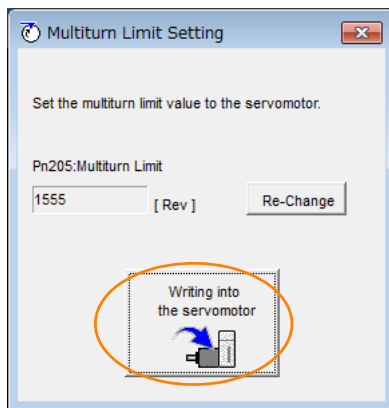 Multiturn Limit Setting
Set the multiturn limit value to the servomotor.
Pn205:Multiturn Limit
1555 [ Rev ] Re-Change
Writing into
the servomotor